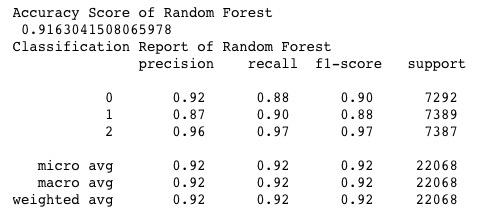 Accuracy Score of Random Forest
0.9163041508065978
Classification Report of Random Forest
precision recall f1-score support
0 0.92 0.88 0.90 7292
1 0.87 0.90 0.88 7389
2 0.96 0.97 0.97 7387
micro avg 0.92 0.92 0.92 22068
macro avg 0.92 0.92 0.92 22068
weighted avg 0.92 0.92 0.92 22068